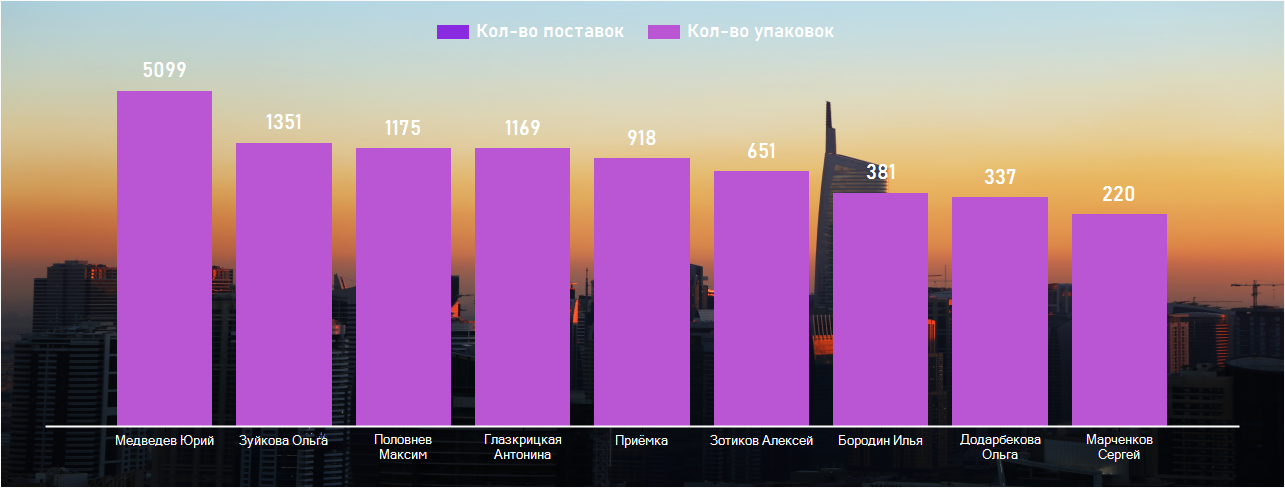 Кол-во поставок Кол-во упаковок
5099
1351
1175
1169
918
651
381
337
220
Медведев Юрий
Зуйкова Ольга
Половнев
Максим
Глазкрицкая
Антонина
Приёмка
Зотиков Алексей
Бородин Илья
Додарбекова
Ольга
Марченков
Сергей